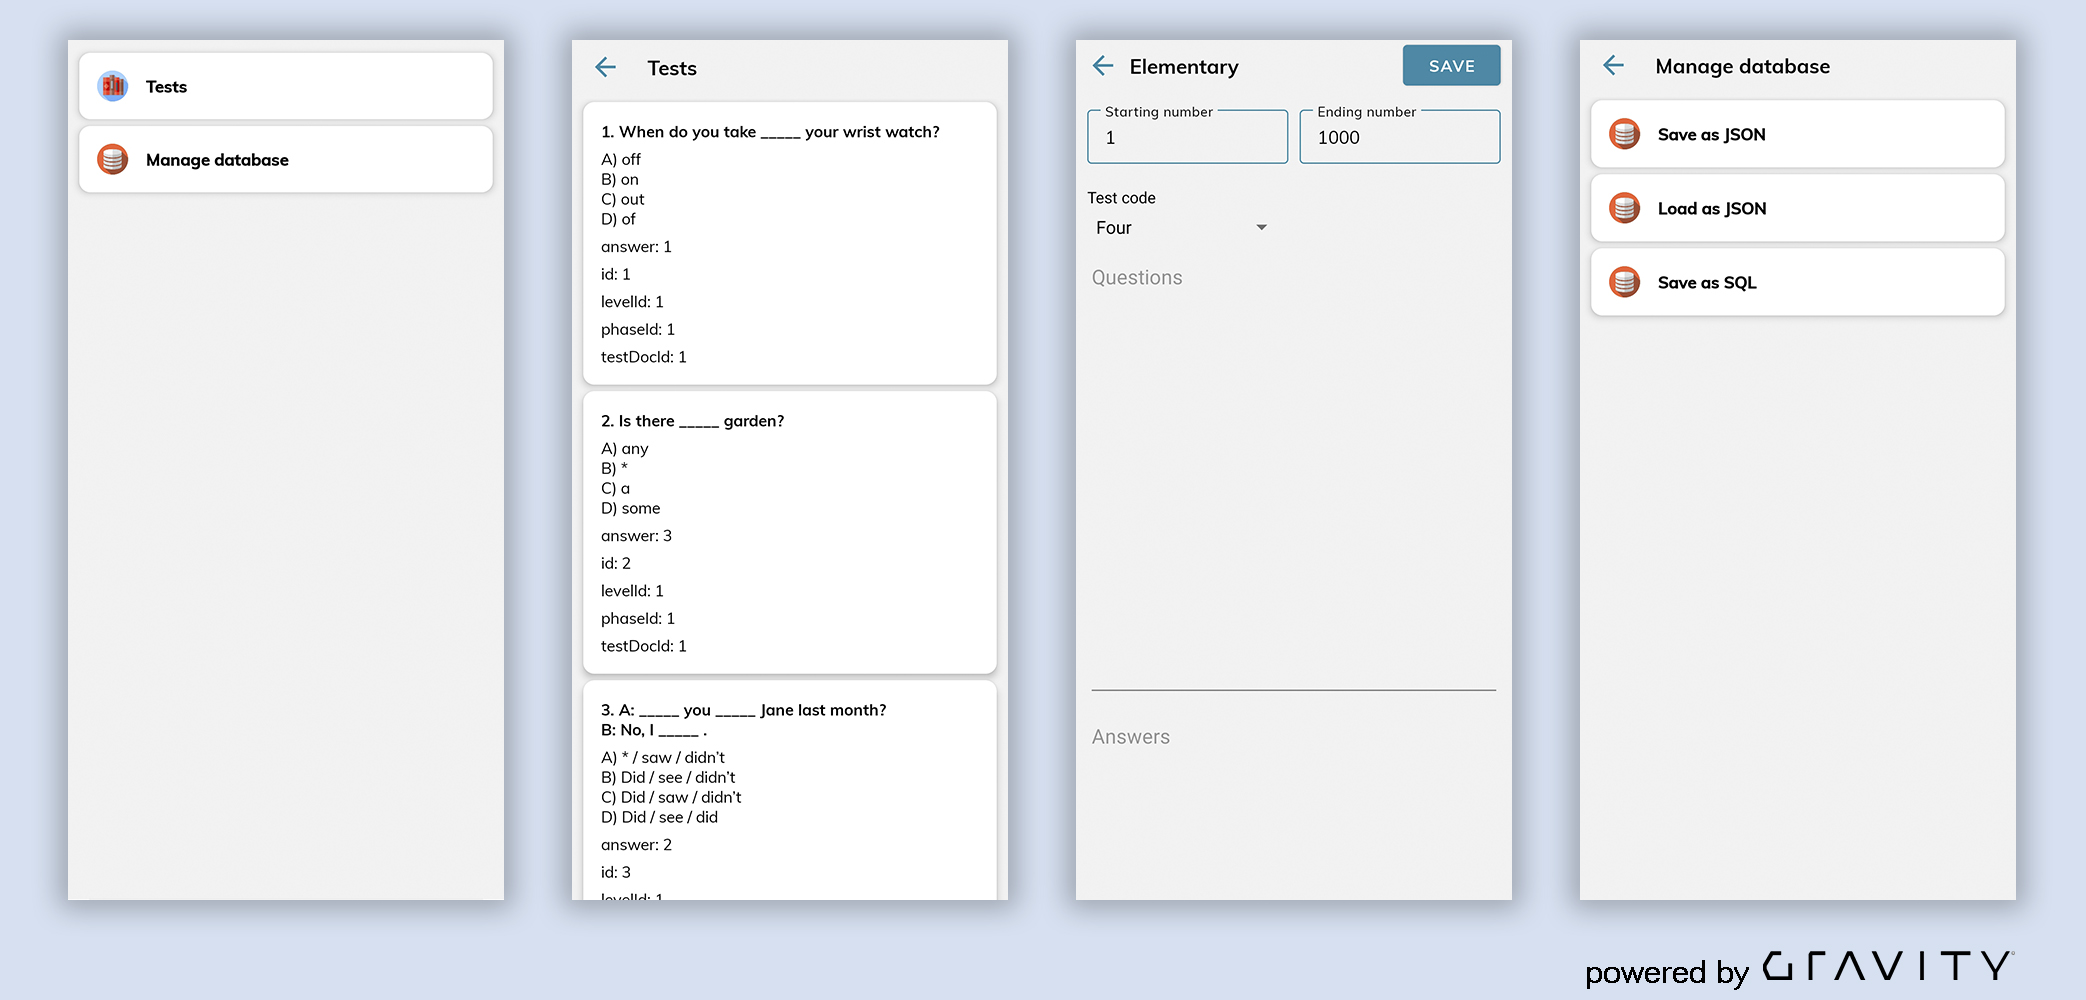 Tests
Manage database
Tests
1. When do you take _____ your wrist watch?
A) off
B) on
C) out
D) of
answer: 1
id: 1
levelId: 1
phaseId: 1
testDocId: 1
2. Is there _____ garden?
A) any
B) *
C) a
D) some
answer: 3
id: 2
levelId: 1
phaseId: 1
testDocId: 1
3. A: _____ you _____ Jane last month?
B: No, I _____ .
A) * / saw / didn't
B) Did / see / didn't
C) Did / saw / didn't
D) Did / see / did
answer: 2
id: 3
levelId: 1
Elementary
SAVE
Starting number
Ending number
1
1000
Test code
Four
Questions
Answers
Manage database
Save as JSON
Load as JSON
Save as SQL
powered by GRAVITY